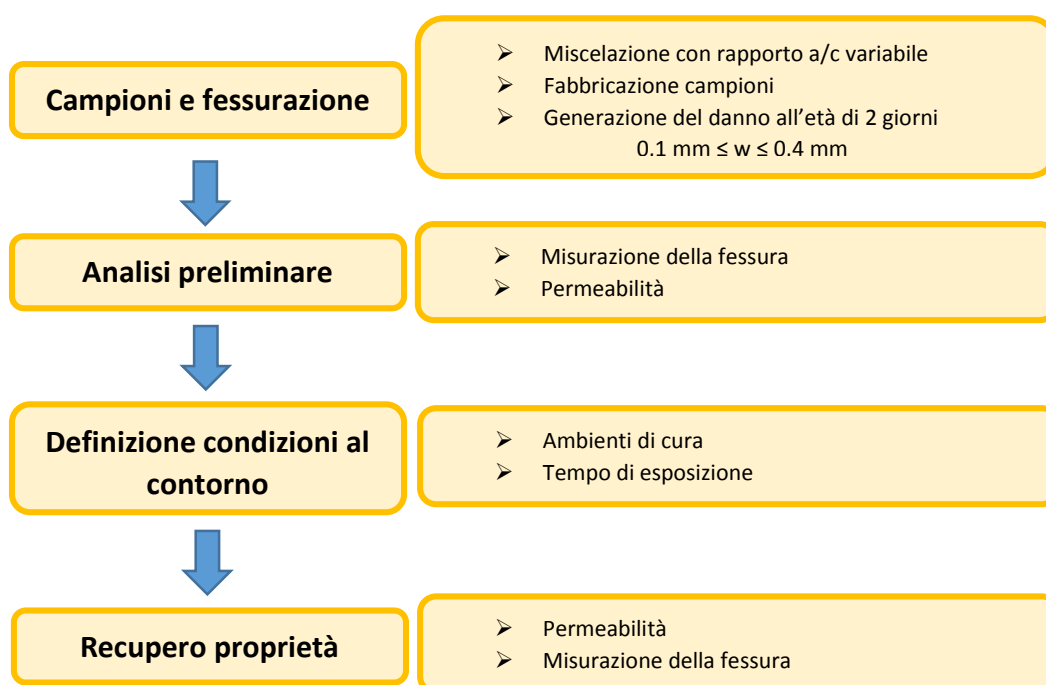 Campioni e fessurazione
➢ Miscelazione con rapporto a/c variabile
➢ Fabbricazione campioni
➢ Generazione del danno all’età di 2 giorni
0.1 mm ≤ w ≤ 0.4 mm
Analisi preliminare
➢ Misurazione della fessura
➢ Permeabilità
Definizione condizioni al
contorno
➢ Ambienti di cura
➢ Tempo di esposizione
Recupero proprietà
➢ Permeabilità
➢ Misurazione della fessura